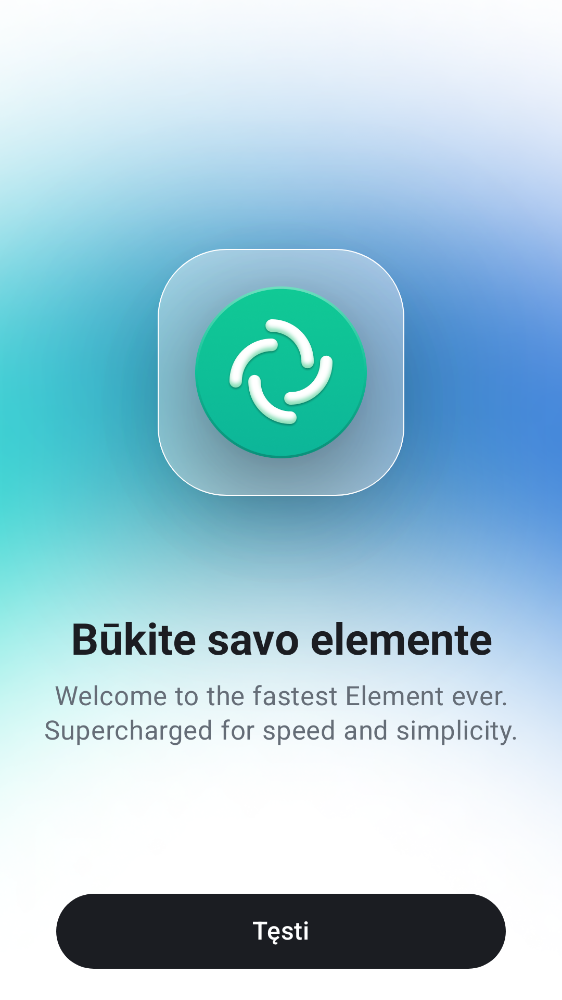 Būkite savo elemente
Welcome to the fastest Element ever.
Supercharged for speed and simplicity.
Tęsti